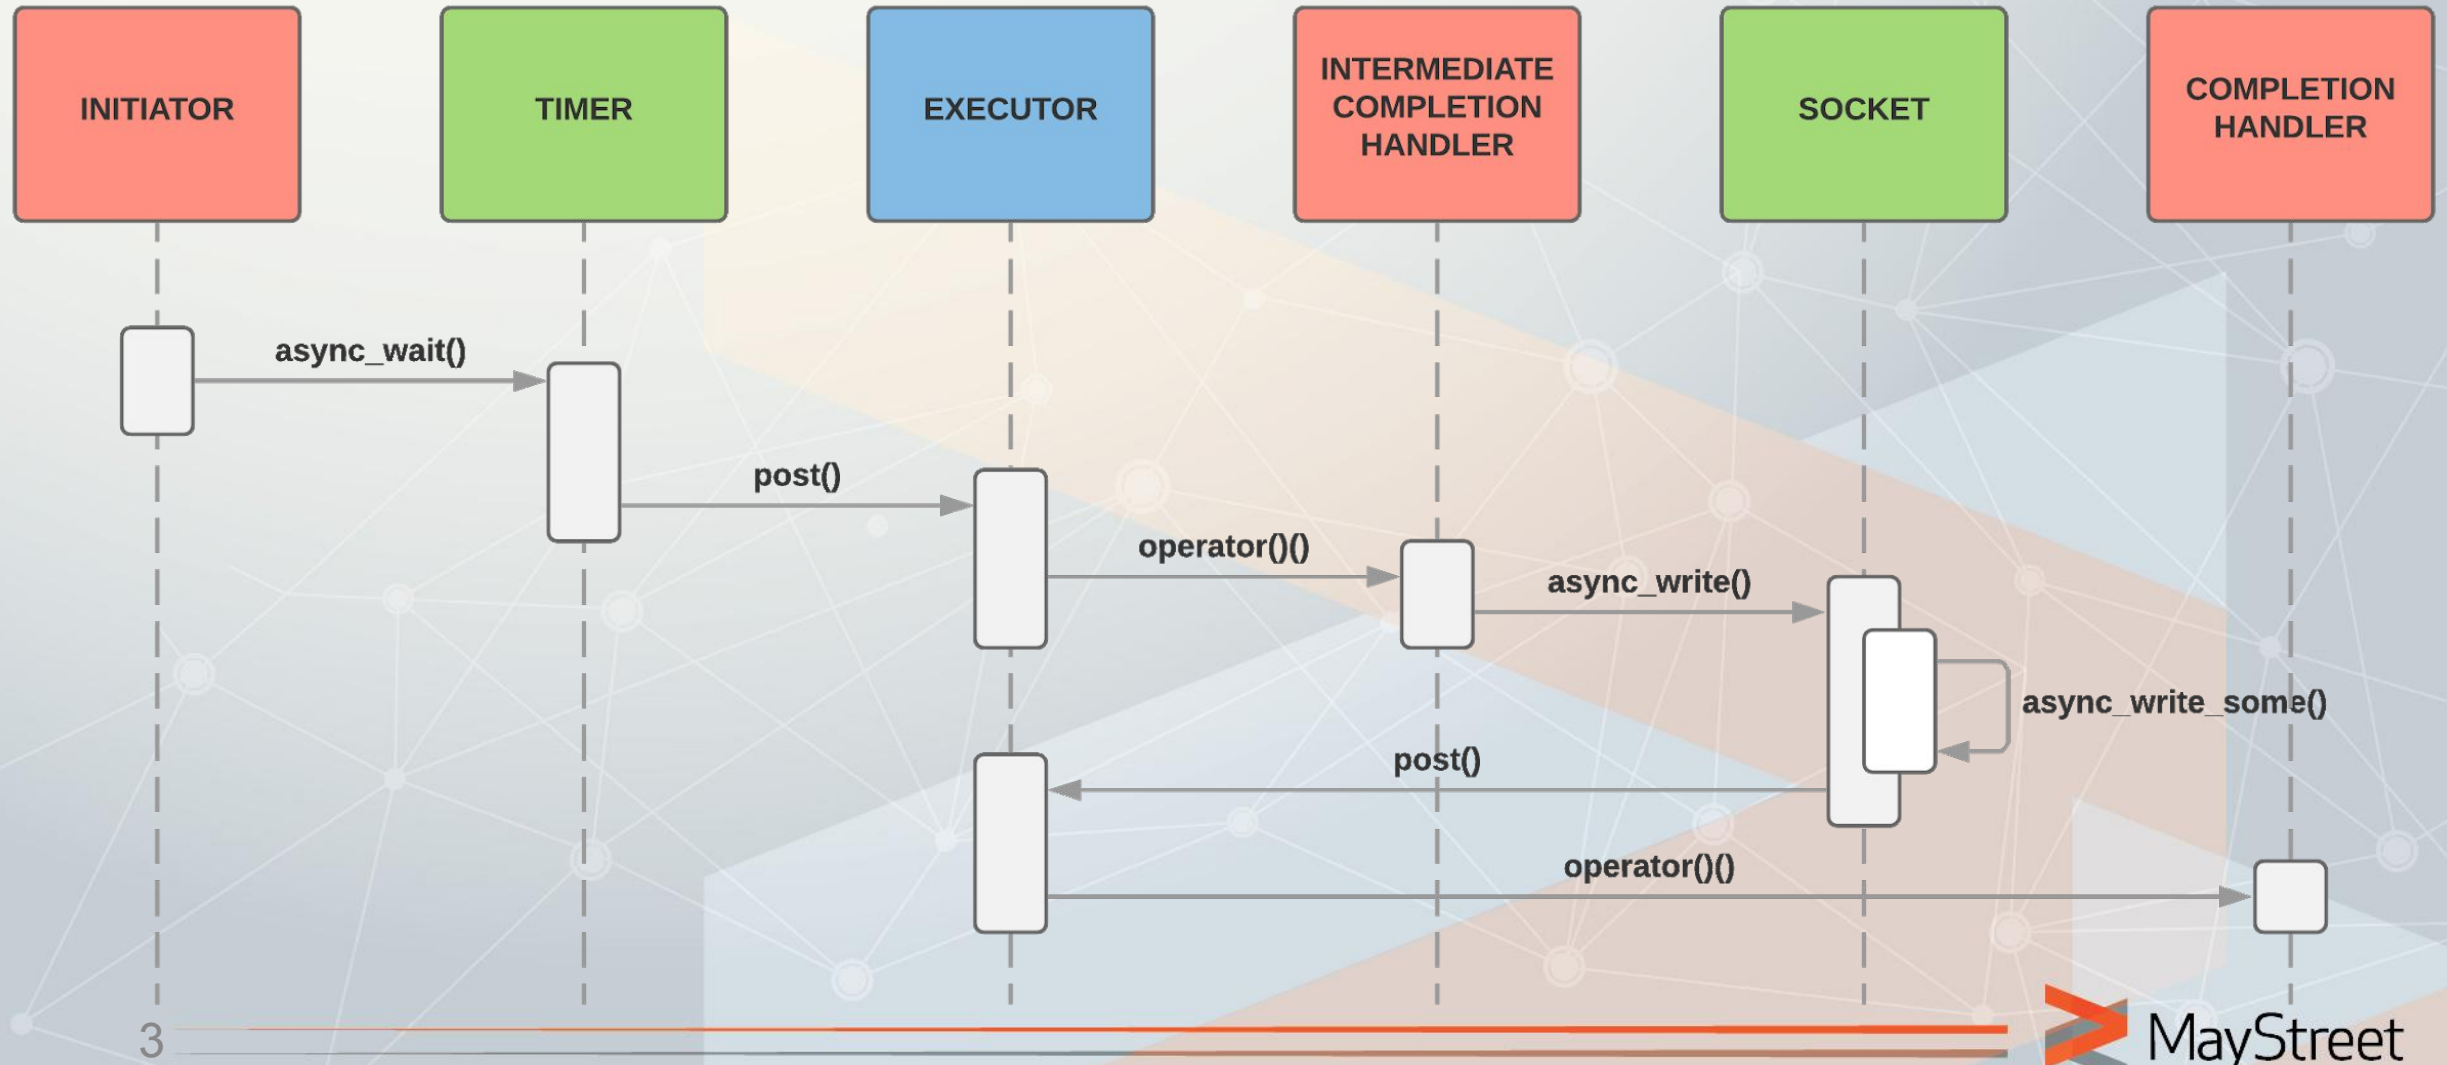 INITIATOR
TIMER
EXECUTOR
INTERMEDIATE
COMPLETION
HANDLER
SOCKET
COMPLETION
HANDLER
async_wait()
post()
operator()()
async_write()
async_write_some()
post()
operator()()
3
MayStreet